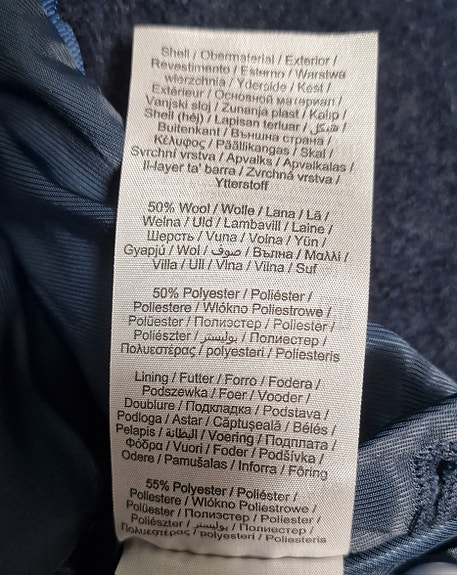 Shell / Obermaterial / Exterior /
Revestimento / Esterno / Warstwa
wierzchnia / Yderside / Kest /
Extérieur / Основной материал /
Vanjski sloj / Zunanja plast / Kalıp /
Shell (héj) / Lapisan terluar / شكل /
Buitenkant / Външна страна /
Κέλυφος / Päällikangas / Skal /
Svrchní vrstva / Apvalks / Apvalkalas /
Il-layer ta' barra / Zvrchná vrstva /
Ytterstoff
50% Wool / Wolle / Lana / Lã /
Wełna / Uld / Lambavill / Laine /
Шерсть / Vuna / Volna / Yün /
Gyapjú / Wol / صوف / Вълна / Μαλλί /
Villa / Ull / Vlna / Vilna / Suf
50% Polyester / Poliéster /
Poliestere / Włókno Poliestrowe /
Polüester / Полиэстер / Poliester /
Poliészter / بوليستر / Полиестер /
Πολυεστέρας / polyesteri / Poliesteris
Lining / Futter / Forro / Fodera /
Podszewka / Foer / Vooder /
Doublure / Подкладка / Podstava /
Podloga / Astar / Căptușeală / Bélés /
Pelapis / البطانة / Voering / Подплата /
Φόδρα / Vuori / Foder / Podšívka /
Odere / Pamušalas / Inforra / Fôring
55% Polyester / Poliéster /
Poliestere / Włókno Poliestrowe /
Polüester / Полиэстер / Poliester /
Poliészter / بوليستر / Полиестер /
Πολυεστέρας / polyesteri / Poliesteris